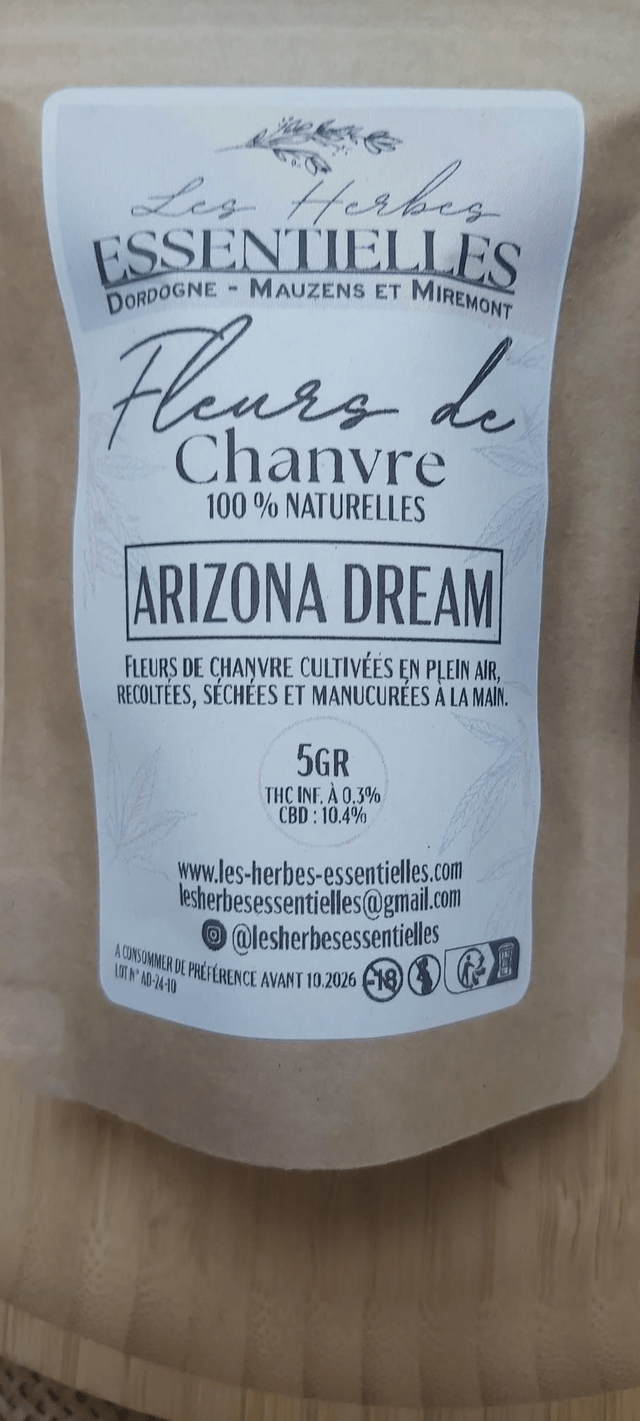 Les Herbes
ESSENTIELLES
DORDOGNE - MAUZENS ET MIREMONT
Fleurs de
Chanvre
100 % NATURELLES
ARIZONA DREAM
FLEURS DE CHANVRE CULTIVÉES EN PLEIN AIR,
RECOLTÉES, SÉCHÉES ET MANUCURÉES À LA MAIN.
5GR
THC INF. À 0.3%
CBD : 10.4%
www.les-herbes-essentielles.com
lesherbesessentielles@gmail.com
@lesherbesessentielles
A CONSOMMER DE PRÉFÉRENCE AVANT 10.2026
LOT N° AD-24-10
-18